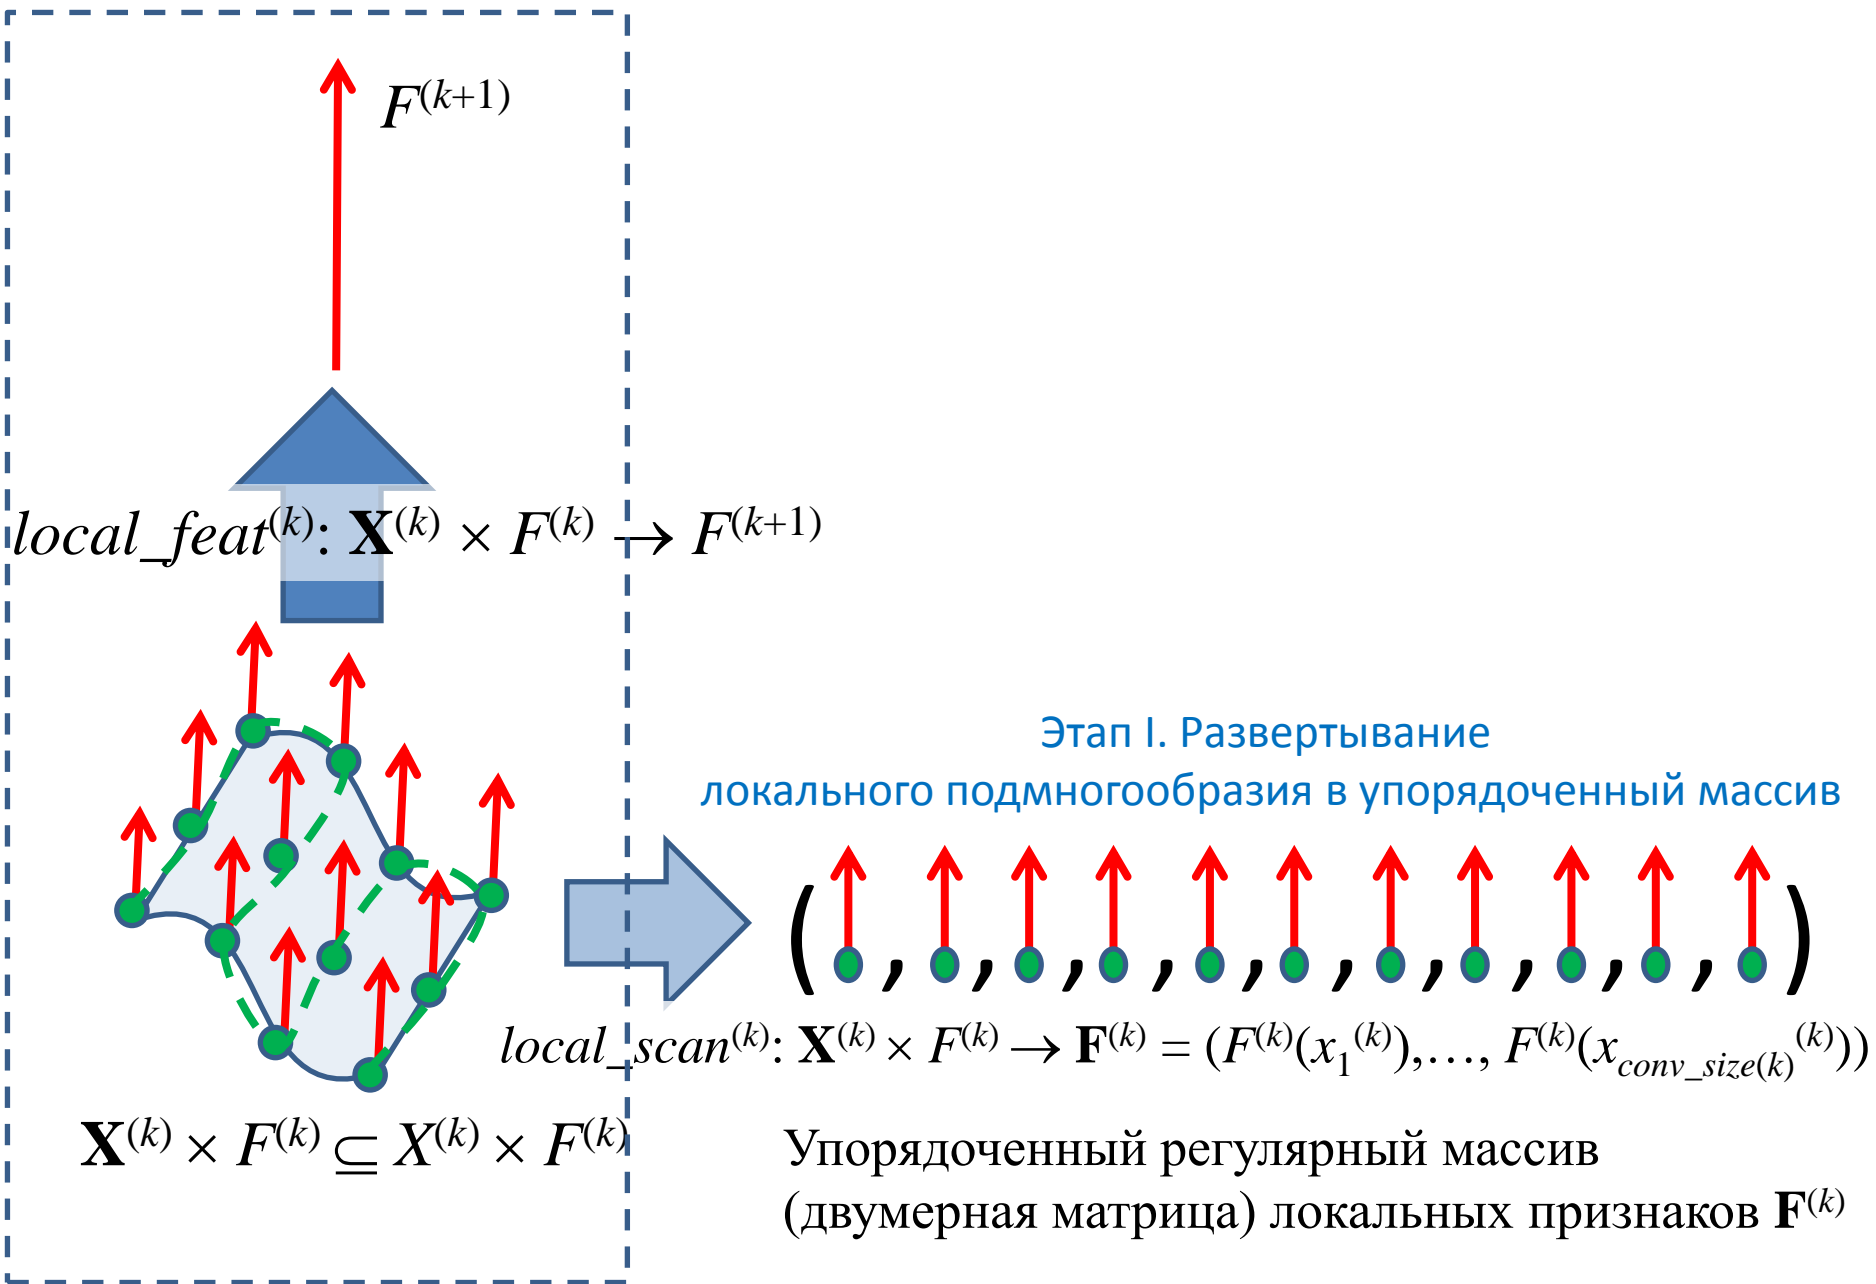 F^(k+1)
local_feat^(k): X^(k) × F^(k) → F^(k+1)
Этап I. Развертывание
локального подмногообразия в упорядоченный массив
( , , , , , , , , , , )
local_scan^(k): X^(k) × F^(k) → F^(k) = (F^(k)(x_1^(k)),…, F^(k)(x_conv_size(k)^(k)))
X^(k) × F^(k) ⊆ X^(k) × F^(k)
Упорядоченный регулярный массив
(двумерная матрица) локальных признаков F^(k)